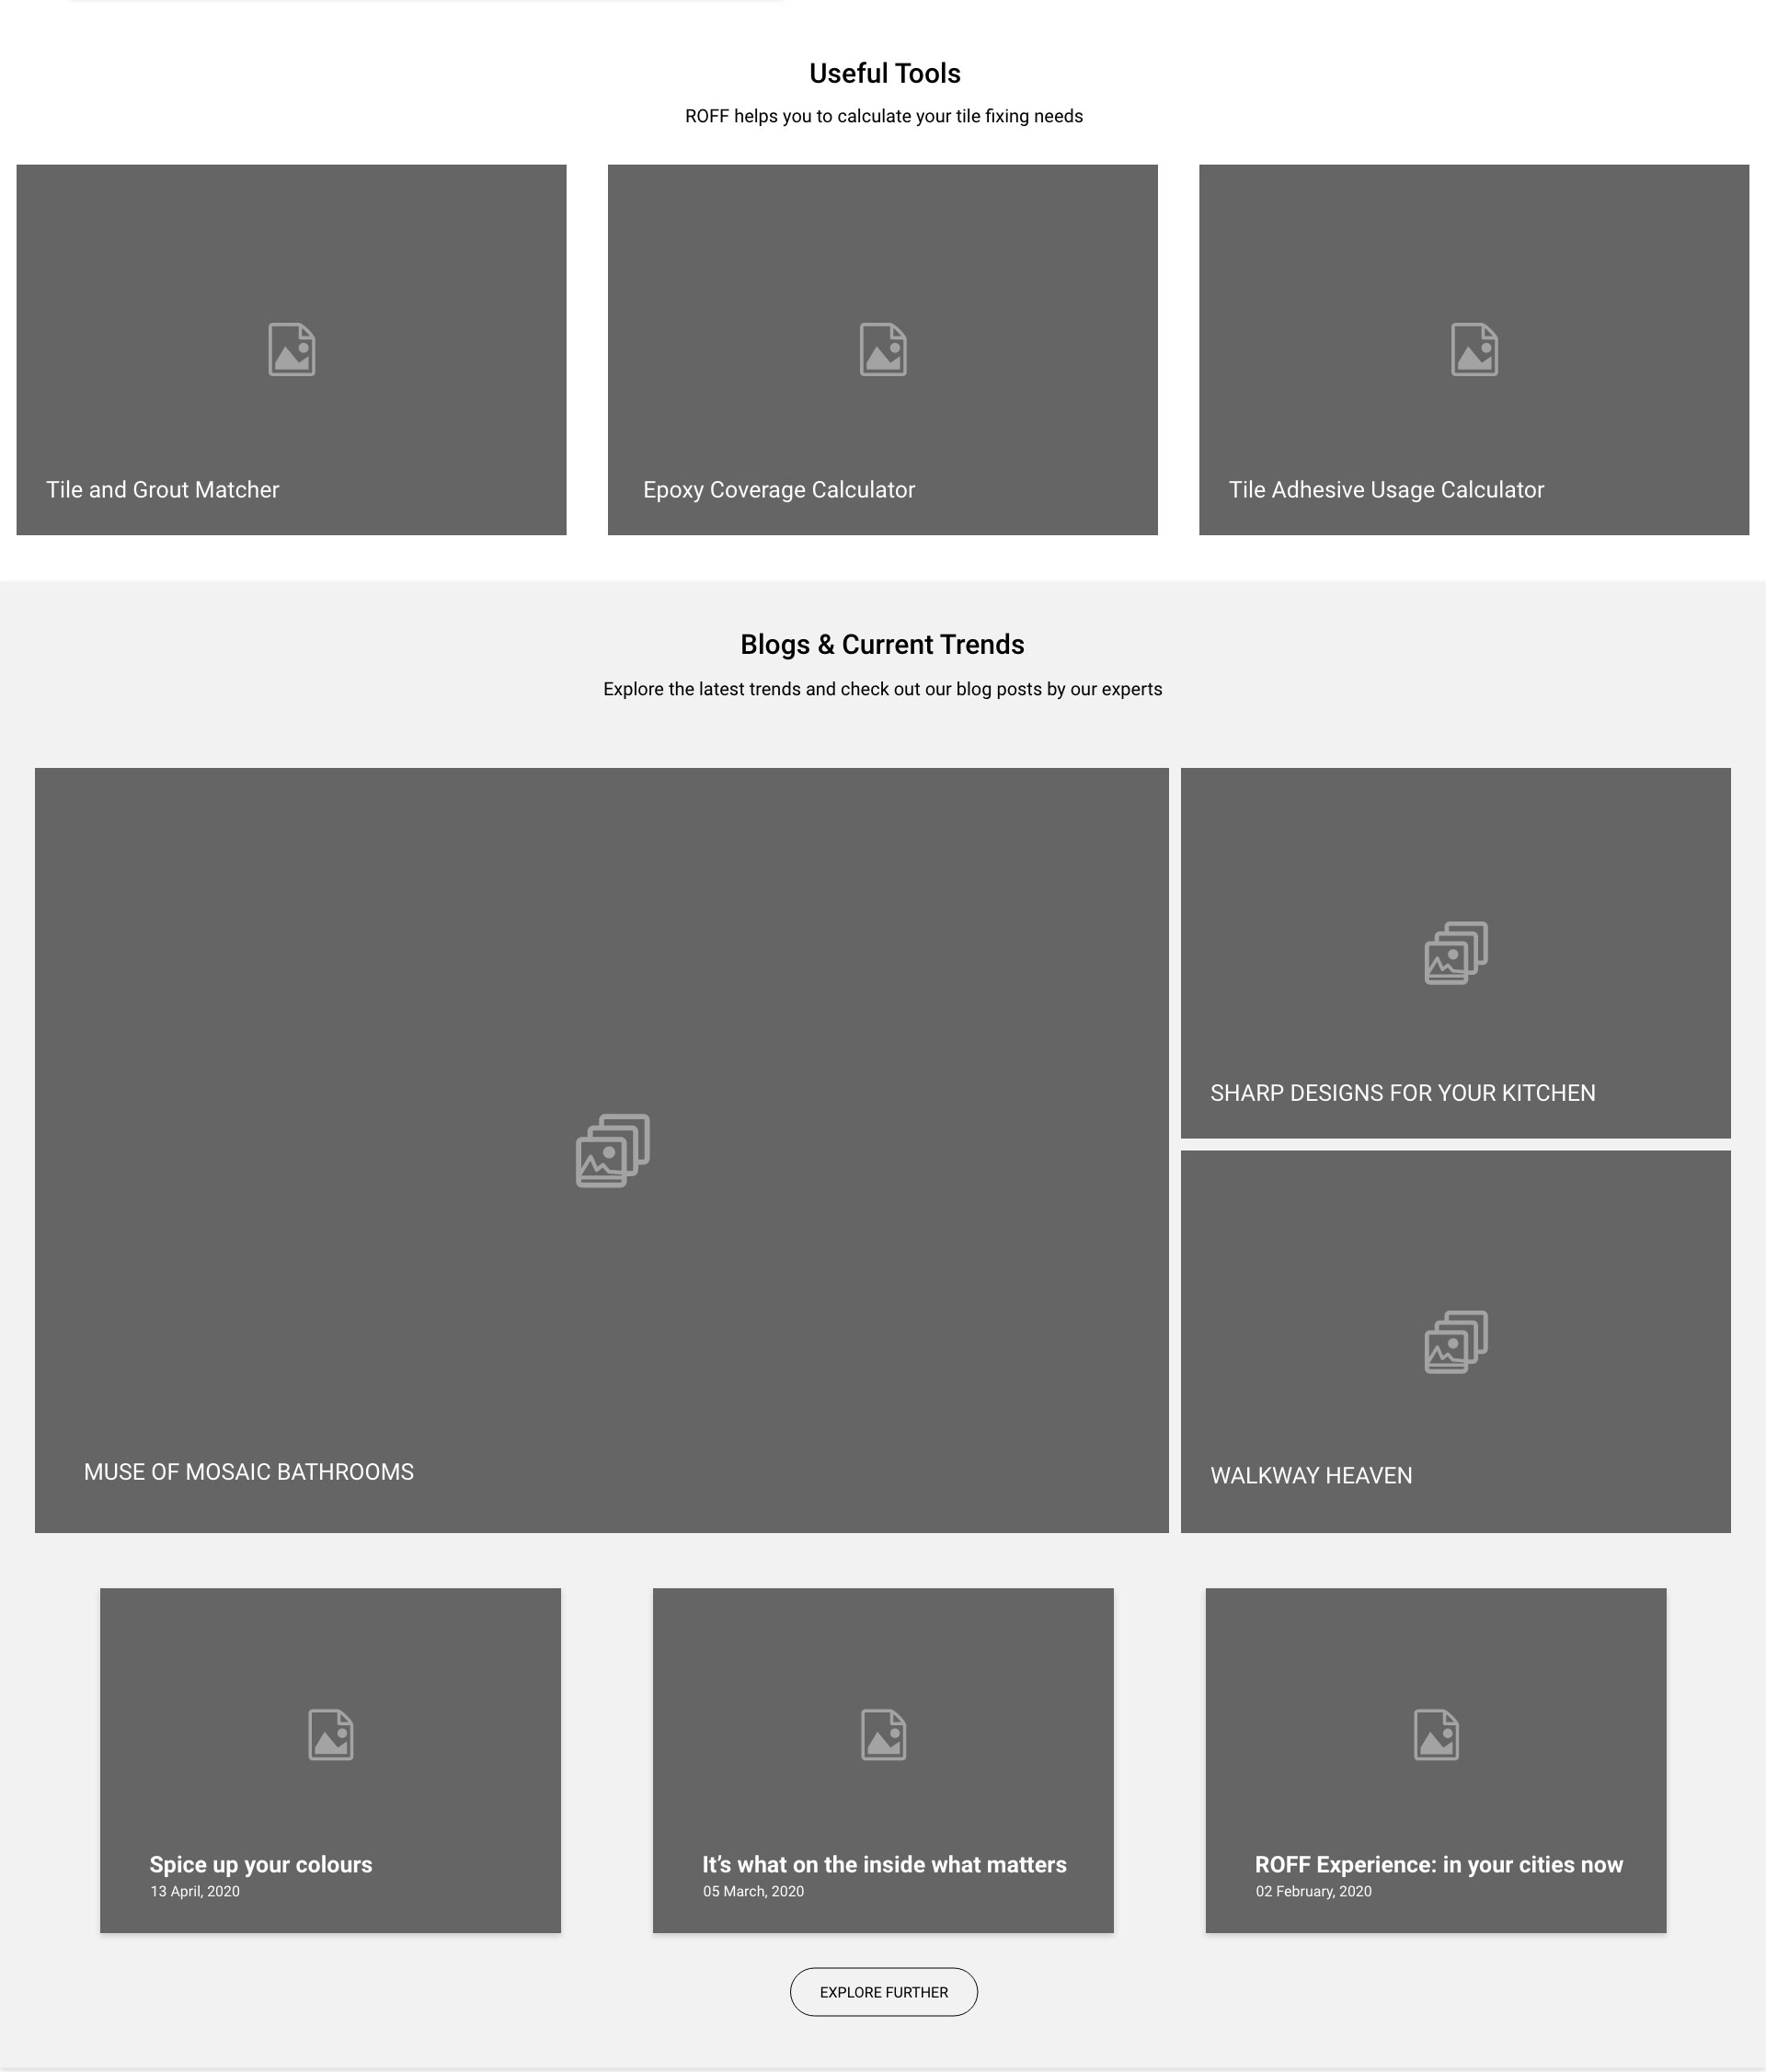 Useful Tools
ROFF helps you to calculate your tile fixing needs
Tile and Grout Matcher
Epoxy Coverage Calculator
Tile Adhesive Usage Calculator
Blogs & Current Trends
Explore the latest trends and check out our blog posts by our experts
SHARP DESIGNS FOR YOUR KITCHEN
MUSE OF MOSAIC BATHROOMS
WALKWAY HEAVEN
Spice up your colours
13 April, 2020
It’s what on the inside what matters
05 March, 2020
ROFF Experience: in your cities now
02 February, 2020
EXPLORE FURTHER